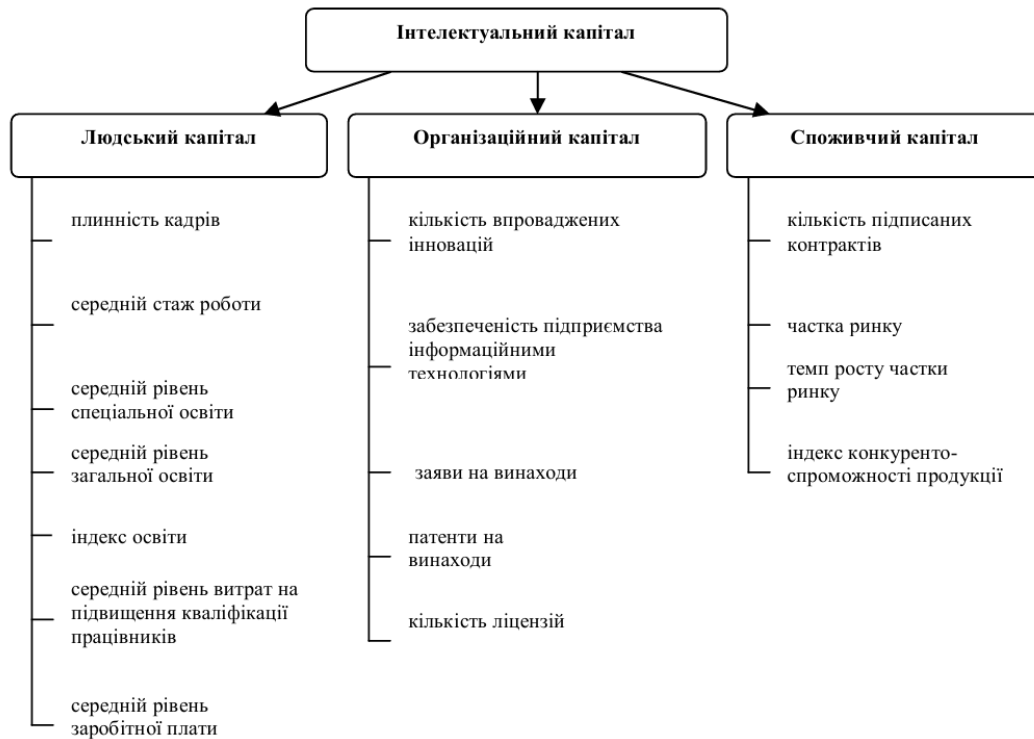 Інтелектуальний капітал
Людський капітал
плинність кадрів
середній стаж роботи
середній рівень
спеціальної освіти
середній рівень
загальної освіти
індекс освіти
середній рівень витрат на
підвищення кваліфікації
працівників
середній рівень
заробітної плати
Організаційний капітал
кількість впроваджених
інновацій
забезпеченість підприємства
інформаційними
технологіями
заяви на винаходи
патенти на
винаходи
кількість ліцензій
Споживчий капітал
кількість підписаних
контрактів
частка ринку
темп росту частки
ринку
індекс конкуренто-
спроможності продукції